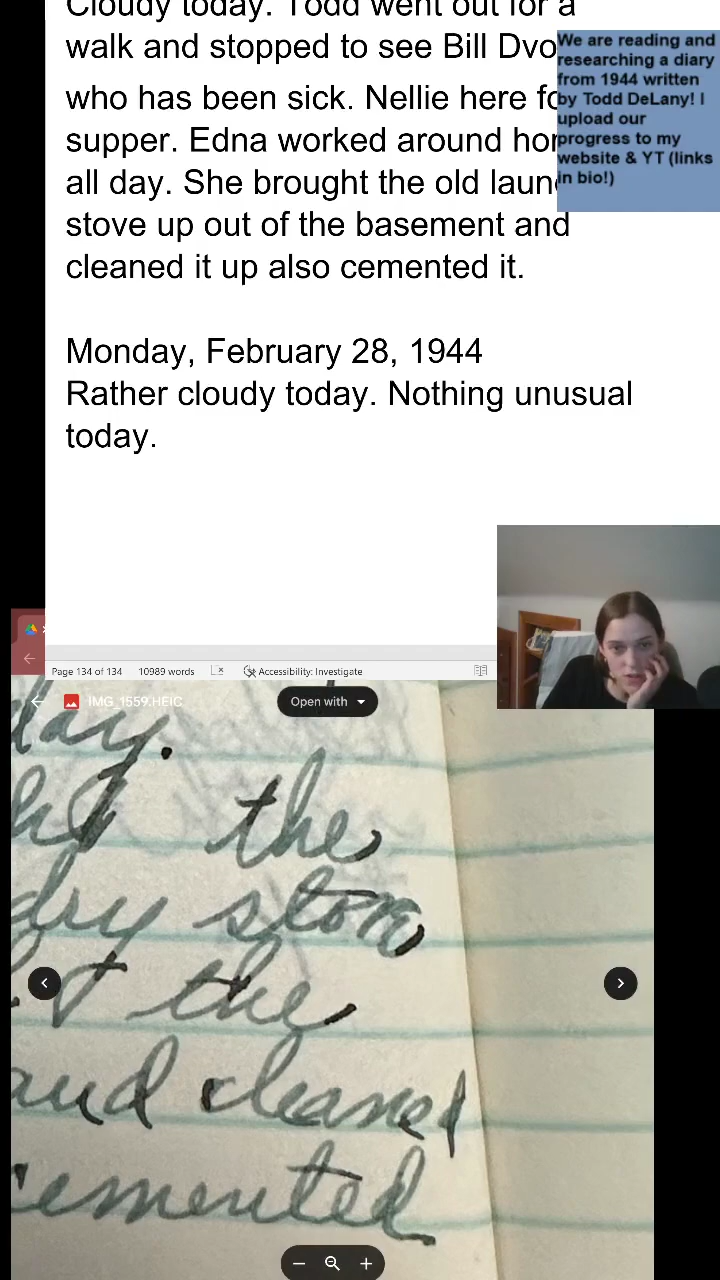 Cloudy today. Todd went out for a
walk and stopped to see Bill Dvo
who has been sick. Nellie here fo
supper. Edna worked around hom
all day. She brought the old laun
stove up out of the basement and
cleaned it up also cemented it.
Monday, February 28, 1944
Rather cloudy today. Nothing unusual
today.
We are reading and
researching a diary
from 1944 written
by Todd DeLany! I
upload our
progress to my
website & YT (links
in bio!)
Page 134 of 134 10989 words Accessibility: Investigate
IMG_1559.HEIC Open with
day.
the
dry stove
the
and cleaned
cemented